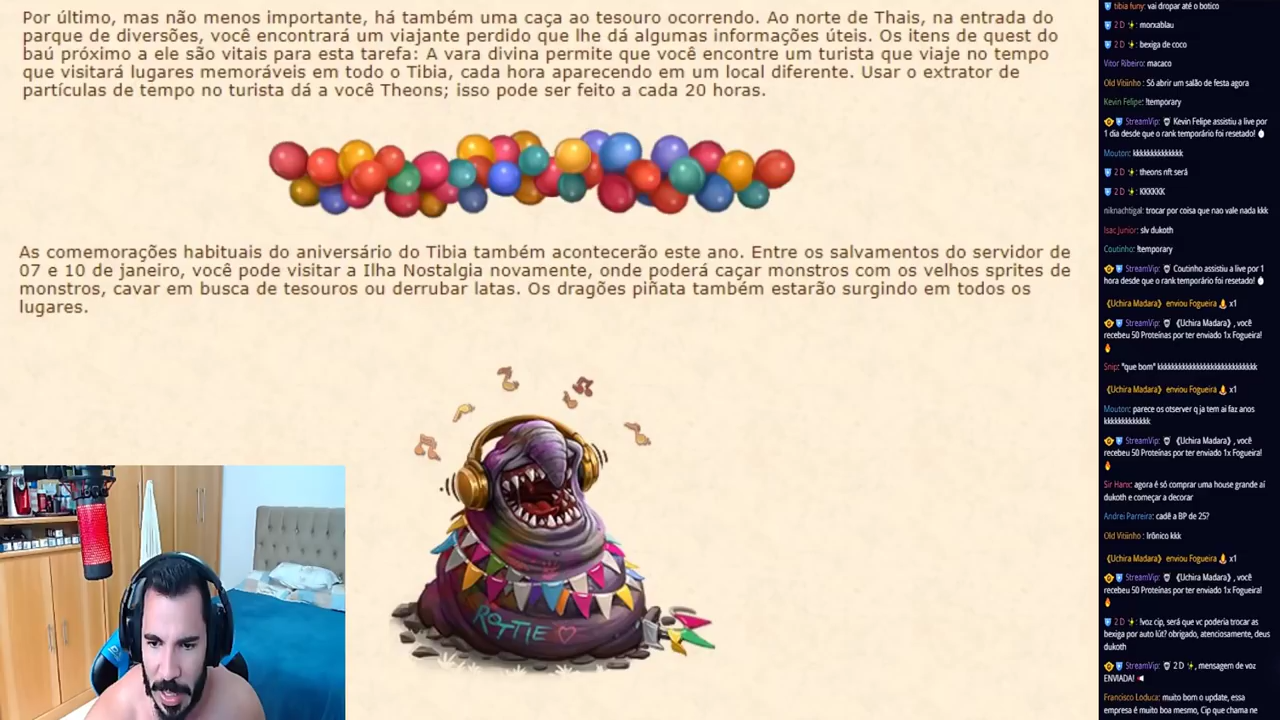 Por último, mas não menos importante, há também uma caça ao tesouro ocorrendo. Ao norte de Thais, na entrada do
parque de diversões, você encontrará um viajante perdido que lhe dá algumas informações úteis. Os itens de quest do
baú próximo a ele são vitais para esta tarefa: A vara divina permite que você encontre um turista que viaje no tempo
que visitará lugares memoráveis em todo o Tibia, cada hora aparecendo em um local diferente. Usar o extrator de
partículas de tempo no turista dá a você Theons; isso pode ser feito a cada 20 horas.
As comemorações habituais do aniversário do Tibia também acontecerão este ano. Entre os salvamentos do servidor de
07 e 10 de janeiro, você pode visitar a Ilha Nostalgia novamente, onde poderá caçar monstros com os velhos sprites de
monstros, cavar em busca de tesouros ou derrubar latas. Os dragões piñata também estarão surgindo em todos os
lugares.
ROTTIE
tibia funy: vai dropar até o botico
2 D ✨: morxablau
2 D ✨: bexiga de coco
Vitor Ribeiro: macaco
Old Vitiinho : Só abrir um salão de festa agora
Kevin Felipe: !temporary
StreamVip: Kevin Felipe assistiu a live por
1 dia desde que o rank temporário foi resetado!
Mouton: kkkkkkkkkkkkk
2 D ✨: theons nft será
2 D ✨: KKKKKK
niknachtigal: trocar por coisa que nao vale nada kkk
Isac Junior: slv dukoth
Coutinho: !temporary
StreamVip: Coutinho assistiu a live por 1
hora desde que o rank temporário foi resetado!
《Uchira Madara》 enviou Fogueira x1
StreamVip: 《Uchira Madara》, você
recebeu 50 Proteínas por ter enviado 1x Fogueira!
Snip: "que bom" kkkkkkkkkkkkkkkkkkkkkkkkkk
《Uchira Madara》 enviou Fogueira x1
Mouton: parece os otserver q ja tem ai faz anos
kkkkkkkkkkkk
StreamVip: 《Uchira Madara》, você
recebeu 50 Proteínas por ter enviado 1x Fogueira!
Sir Hanx: agora é só comprar uma house grande aí
dukoth e começar a decorar
Andrei Parreira: cadê a BP de 25?
Old Vitiinho : Irônico kkk
《Uchira Madara》 enviou Fogueira x1
StreamVip: 《Uchira Madara》, você
recebeu 50 Proteínas por ter enviado 1x Fogueira!
2 D ✨: !voz cip, será que vc poderia trocar as
bexiga por auto lút? obrigado, atenciosamente, deus
dukoth
StreamVip: 2 D ✨, mensagem de voz
ENVIADA!
Francisco Loduca: muito bom o update, essa
empresa é muito boa mesmo, Cip que chama ne